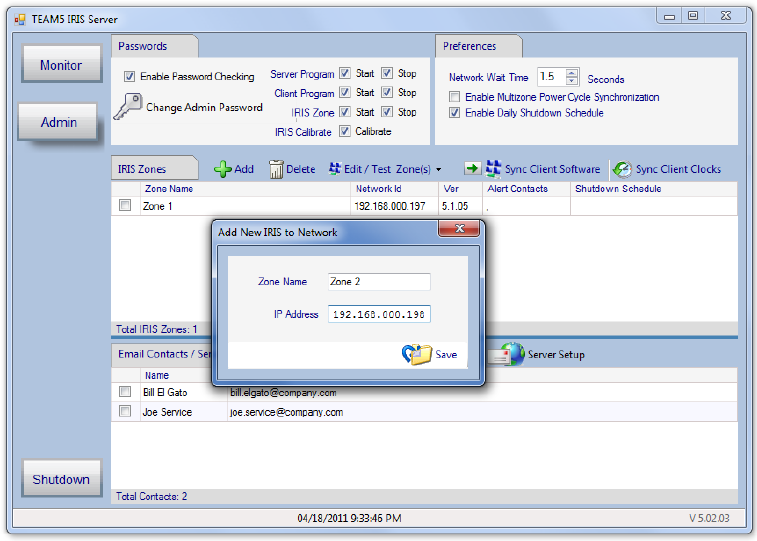 TEAM5 IRIS Server
Monitor
Admin
Shutdown
Passwords
Enable Password Checking
Change Admin Password
Server Program Start Stop
Client Program Start Stop
IRIS Zone Start Stop
IRIS Calibrate Calibrate
Preferences
Network Wait Time 1.5 Seconds
Enable Multizone Power Cycle Synchronization
Enable Daily Shutdown Schedule
IRIS Zones Add Delete Edit / Test Zone(s) Sync Client Software Sync Client Clocks
Zone Name Network Id Ver Alert Contacts Shutdown Schedule
Zone 1 192.168.000.197 5.1.05 .
Add New IRIS to Network
Zone Name Zone 2
IP Address 192.168.000.198
Save
Total IRIS Zones: 1
Email Contacts / Ser
Server Setup
Name
Bill El Gato bill.elgato@company.com
Joe Service joe.service@company.com
Total Contacts: 2
04/18/2011 9:33:46 PM V 5.02.03